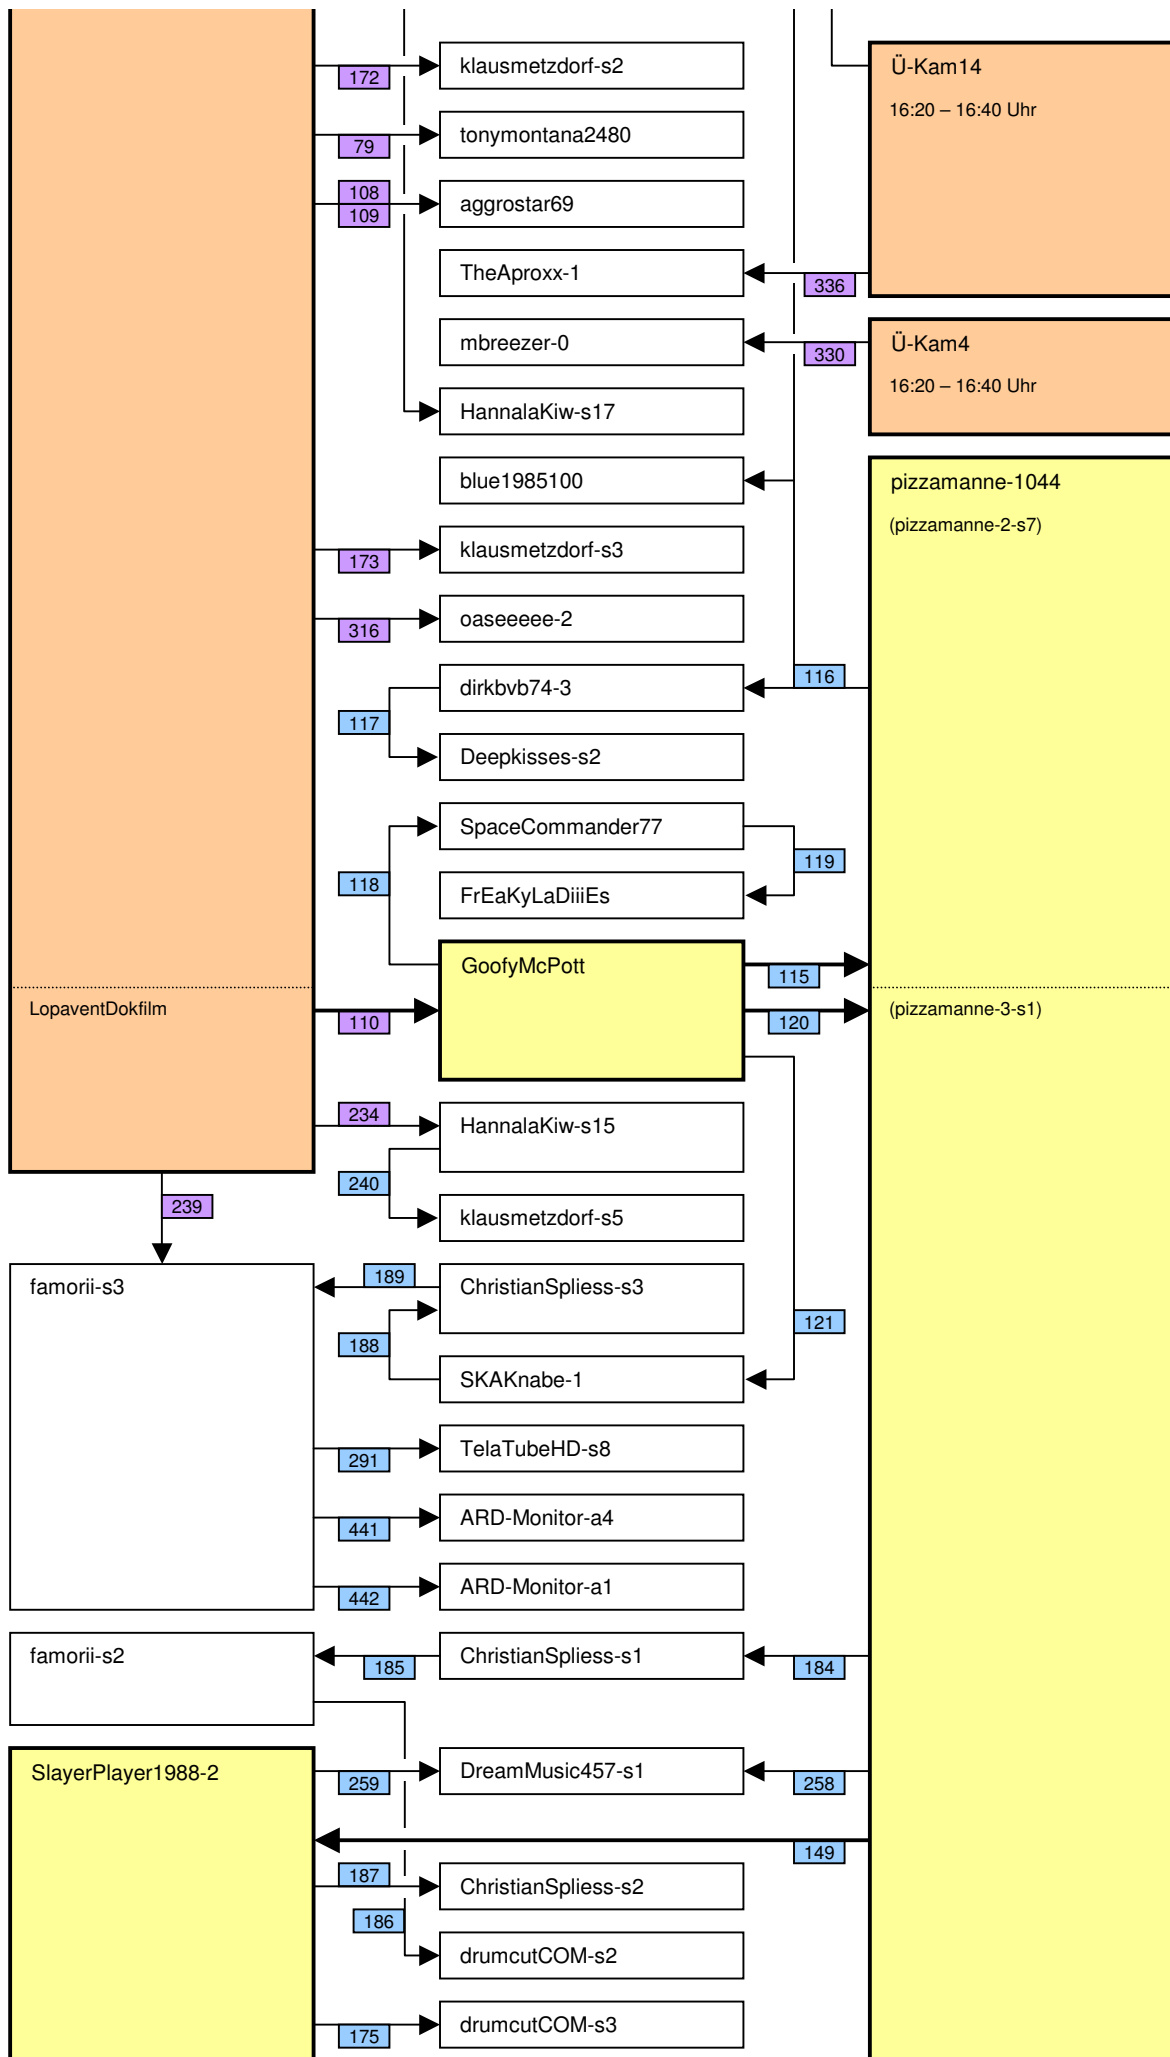 klausmetzdorf-s2
Ü-Kam14
172
16:20 – 16:40 Uhr
tonymontana2480
79
108
aggrostar69
109
TheAproxx-1
336
mbreezer-0
Ü-Kam4
330
16:20 – 16:40 Uhr
HannalaKiw-s17
blue1985100
pizzamanne-1044
(pizzamanne-2-s7)
klausmetzdorf-s3
173
oaseeeee-2
316
116
dirkbvb74-3
117
Deepkisses-s2
SpaceCommander77
119
118
FrEaKyLaDiiiEs
GoofyMcPott
115
LopaventDokfilm
(pizzamanne-3-s1)
110
120
234
HannalaKiw-s15
240
239
klausmetzdorf-s5
189
famorii-s3
ChristianSpliess-s3
121
188
SKAKnabe-1
TelaTubeHD-s8
291
ARD-Monitor-a4
441
ARD-Monitor-a1
442
famorii-s2
ChristianSpliess-s1
185
184
SlayerPlayer1988-2
DreamMusic457-s1
259
258
149
187
ChristianSpliess-s2
186
drumcutCOM-s2
drumcutCOM-s3
175